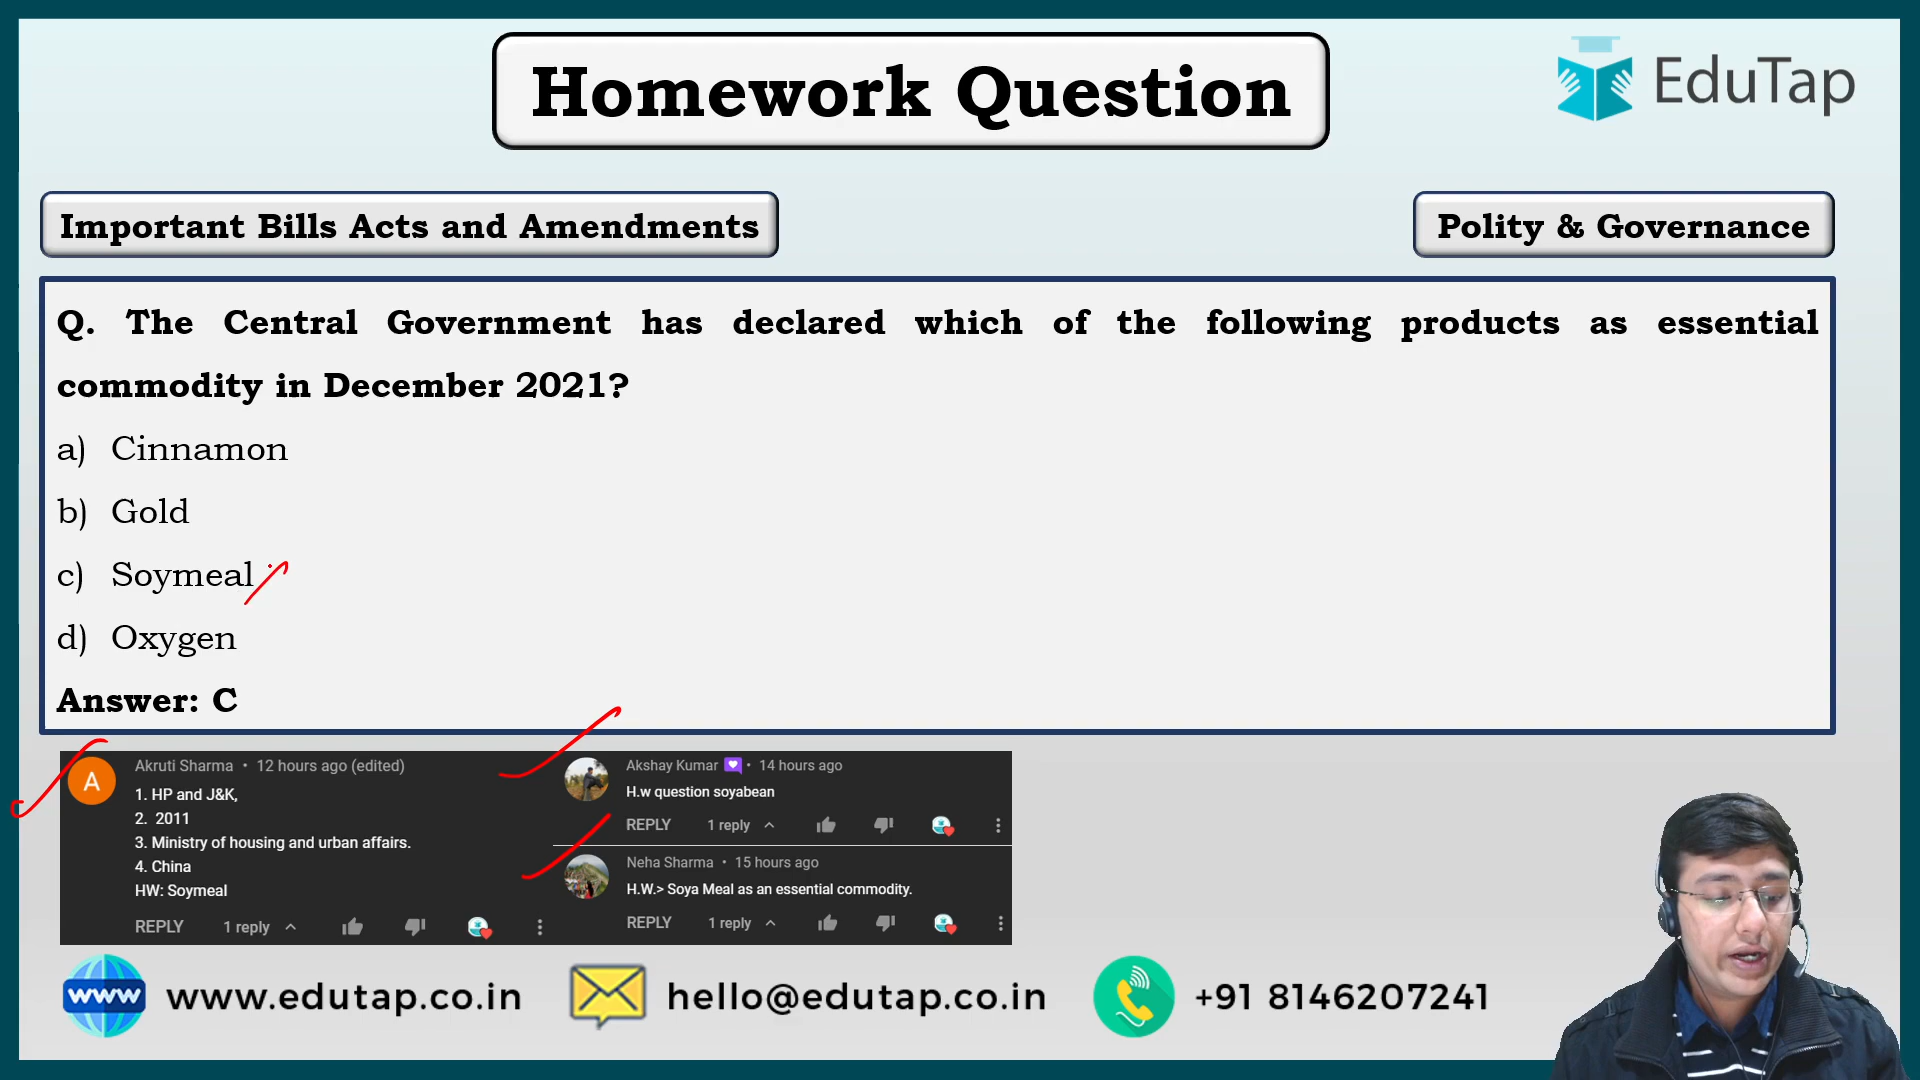 Homework Question
EduTap
Important Bills Acts and Amendments
Polity & Governance
Q. The Central Government has declared which of the following products as essential
commodity in December 2021?
a) Cinnamon
b) Gold
c) Soymeal
d) Oxygen
Answer: C
A
Akruti Sharma • 12 hours ago (edited)
1. HP and J&K,
2. 2011
3. Ministry of housing and urban affairs.
4. China
HW: Soymeal
REPLY 1 reply
Akshay Kumar • 14 hours ago
H.w question soyabean
REPLY 1 reply
Neha Sharma • 15 hours ago
H.W.> Soya Meal as an essential commodity.
REPLY 1 reply
www www.edutap.co.in
hello@edutap.co.in
+91 8146207241